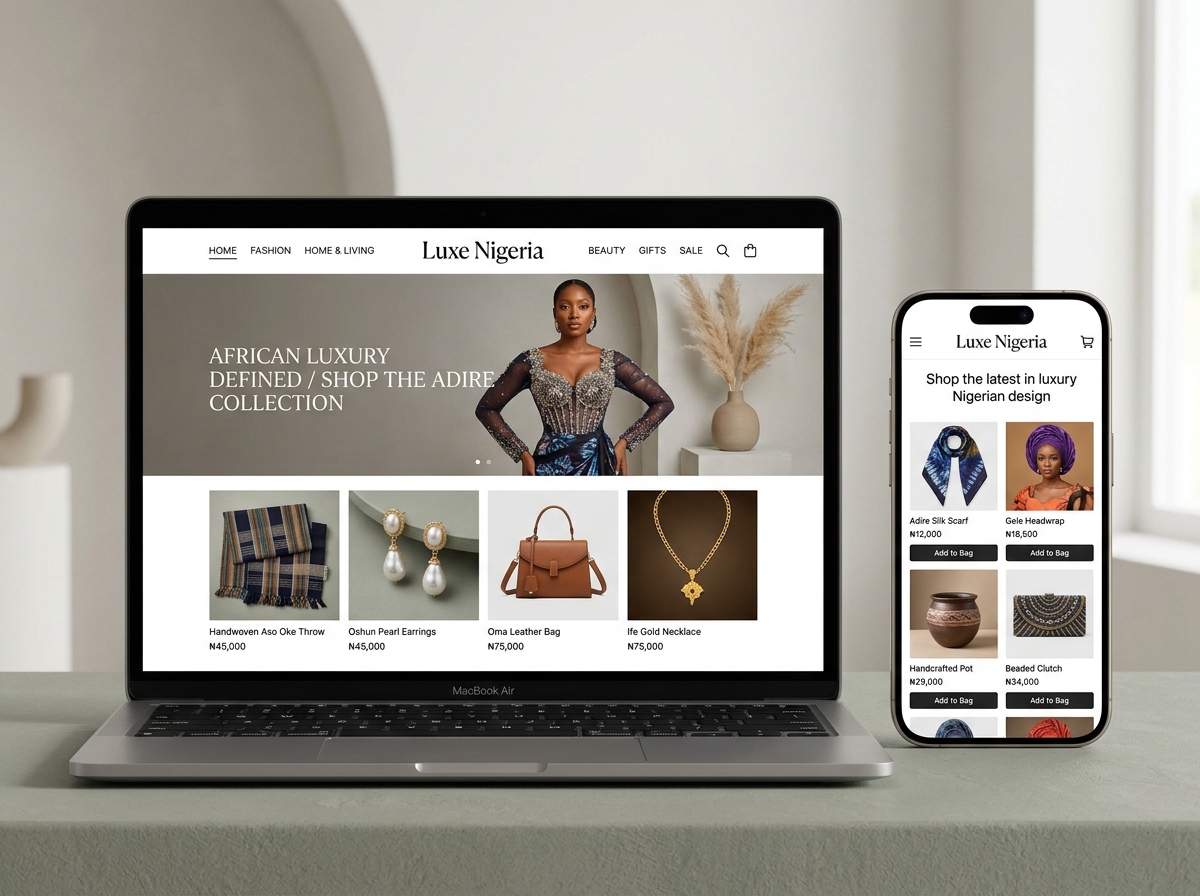 HOME FASHION HOME & LIVING Luxe Nigeria BEAUTY GIFTS SALE
AFRICAN LUXURY
DEFINED / SHOP THE ADIRE
COLLECTION
Handwoven Aso Oke Throw
₦45,000
Oshun Pearl Earrings
₦45,000
Oma Leather Bag
₦75,000
Ife Gold Necklace
₦75,000
MacBook Air
Luxe Nigeria
Shop the latest in luxury
Nigerian design
Adire Silk Scarf
₦12,000
Add to Bag
Gele Headwrap
₦18,500
Add to Bag
Handcrafted Pot
₦29,000
Add to Bag
Beaded Clutch
₦34,000
Add to Bag